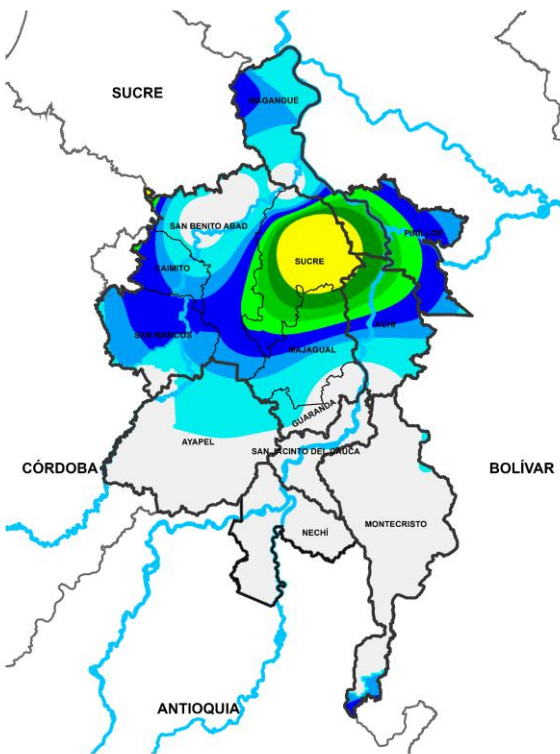 SUCRE
MAGANGUÉ
SAN BENITO ABAD
PINILLOS
SUCRE
CAIMITO
SAN MARCOS
ACHÍ
MAJAGUAL
GUARANDA
AYAPEL
SAN JACINTO DEL CAUCA
CÓRDOBA
BOLÍVAR
MONTECRISTO
NECHÍ
ANTIOQUIA